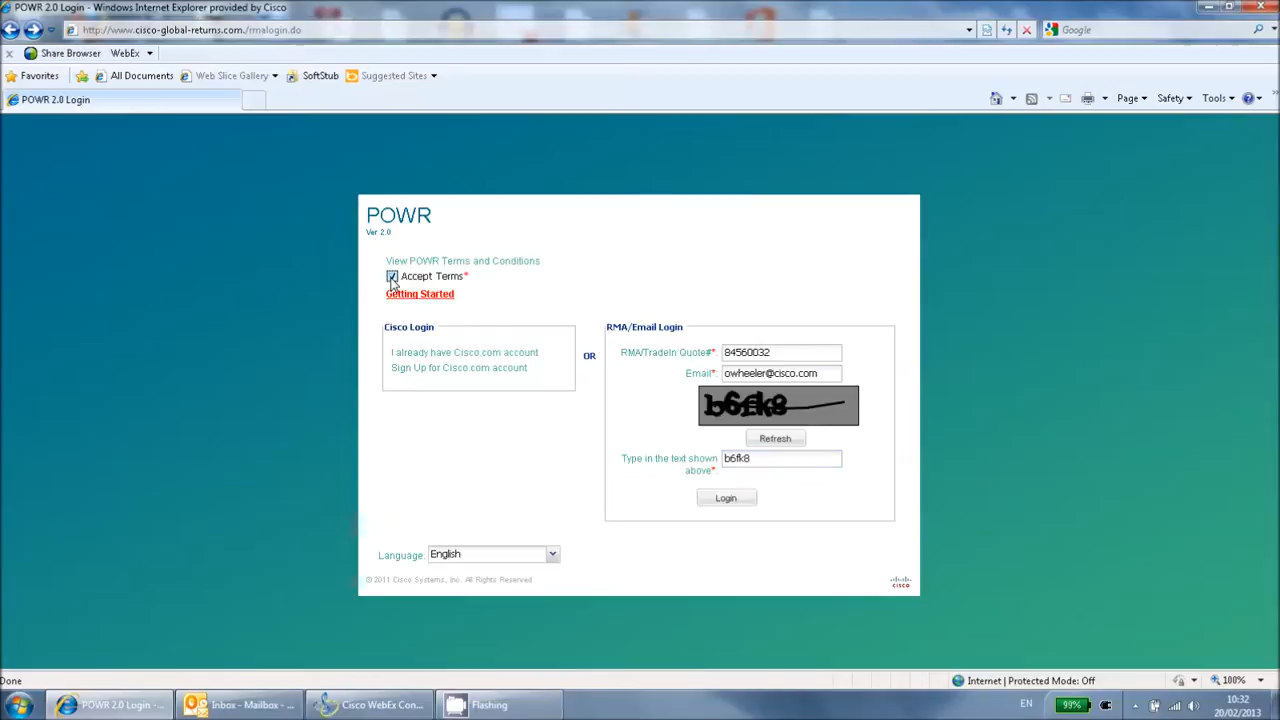 POWR 2.0 Login - Windows Internet Explorer provided by Cisco
http://www.cisco-global-returns.com./rmalogin.do
Google
Share Browser WebEx
Favorites All Documents Web Slice Gallery SoftStub Suggested Sites
POWR 2.0 Login
Page Safety Tools
POWR
Ver 2.0
View POWR Terms and Conditions
Accept Terms*
Getting Started
Cisco Login
I already have Cisco.com account
Sign Up for Cisco.com account
OR
RMA/Email Login
RMA/TradeIn Quote#*: 84560032
Email*: owheeler@cisco.com
b6fk8
Refresh
Type in the text shown above*: b6fk8
Login
Language: English
© 2011 Cisco Systems, Inc. All Rights Reserved
CISCO
Done
Internet | Protected Mode: Off
100%
POWR 2.0 Login -...
Inbox - Mailbox -...
Cisco WebEx Con...
Flashing
EN
99%
10:32
20/02/2013